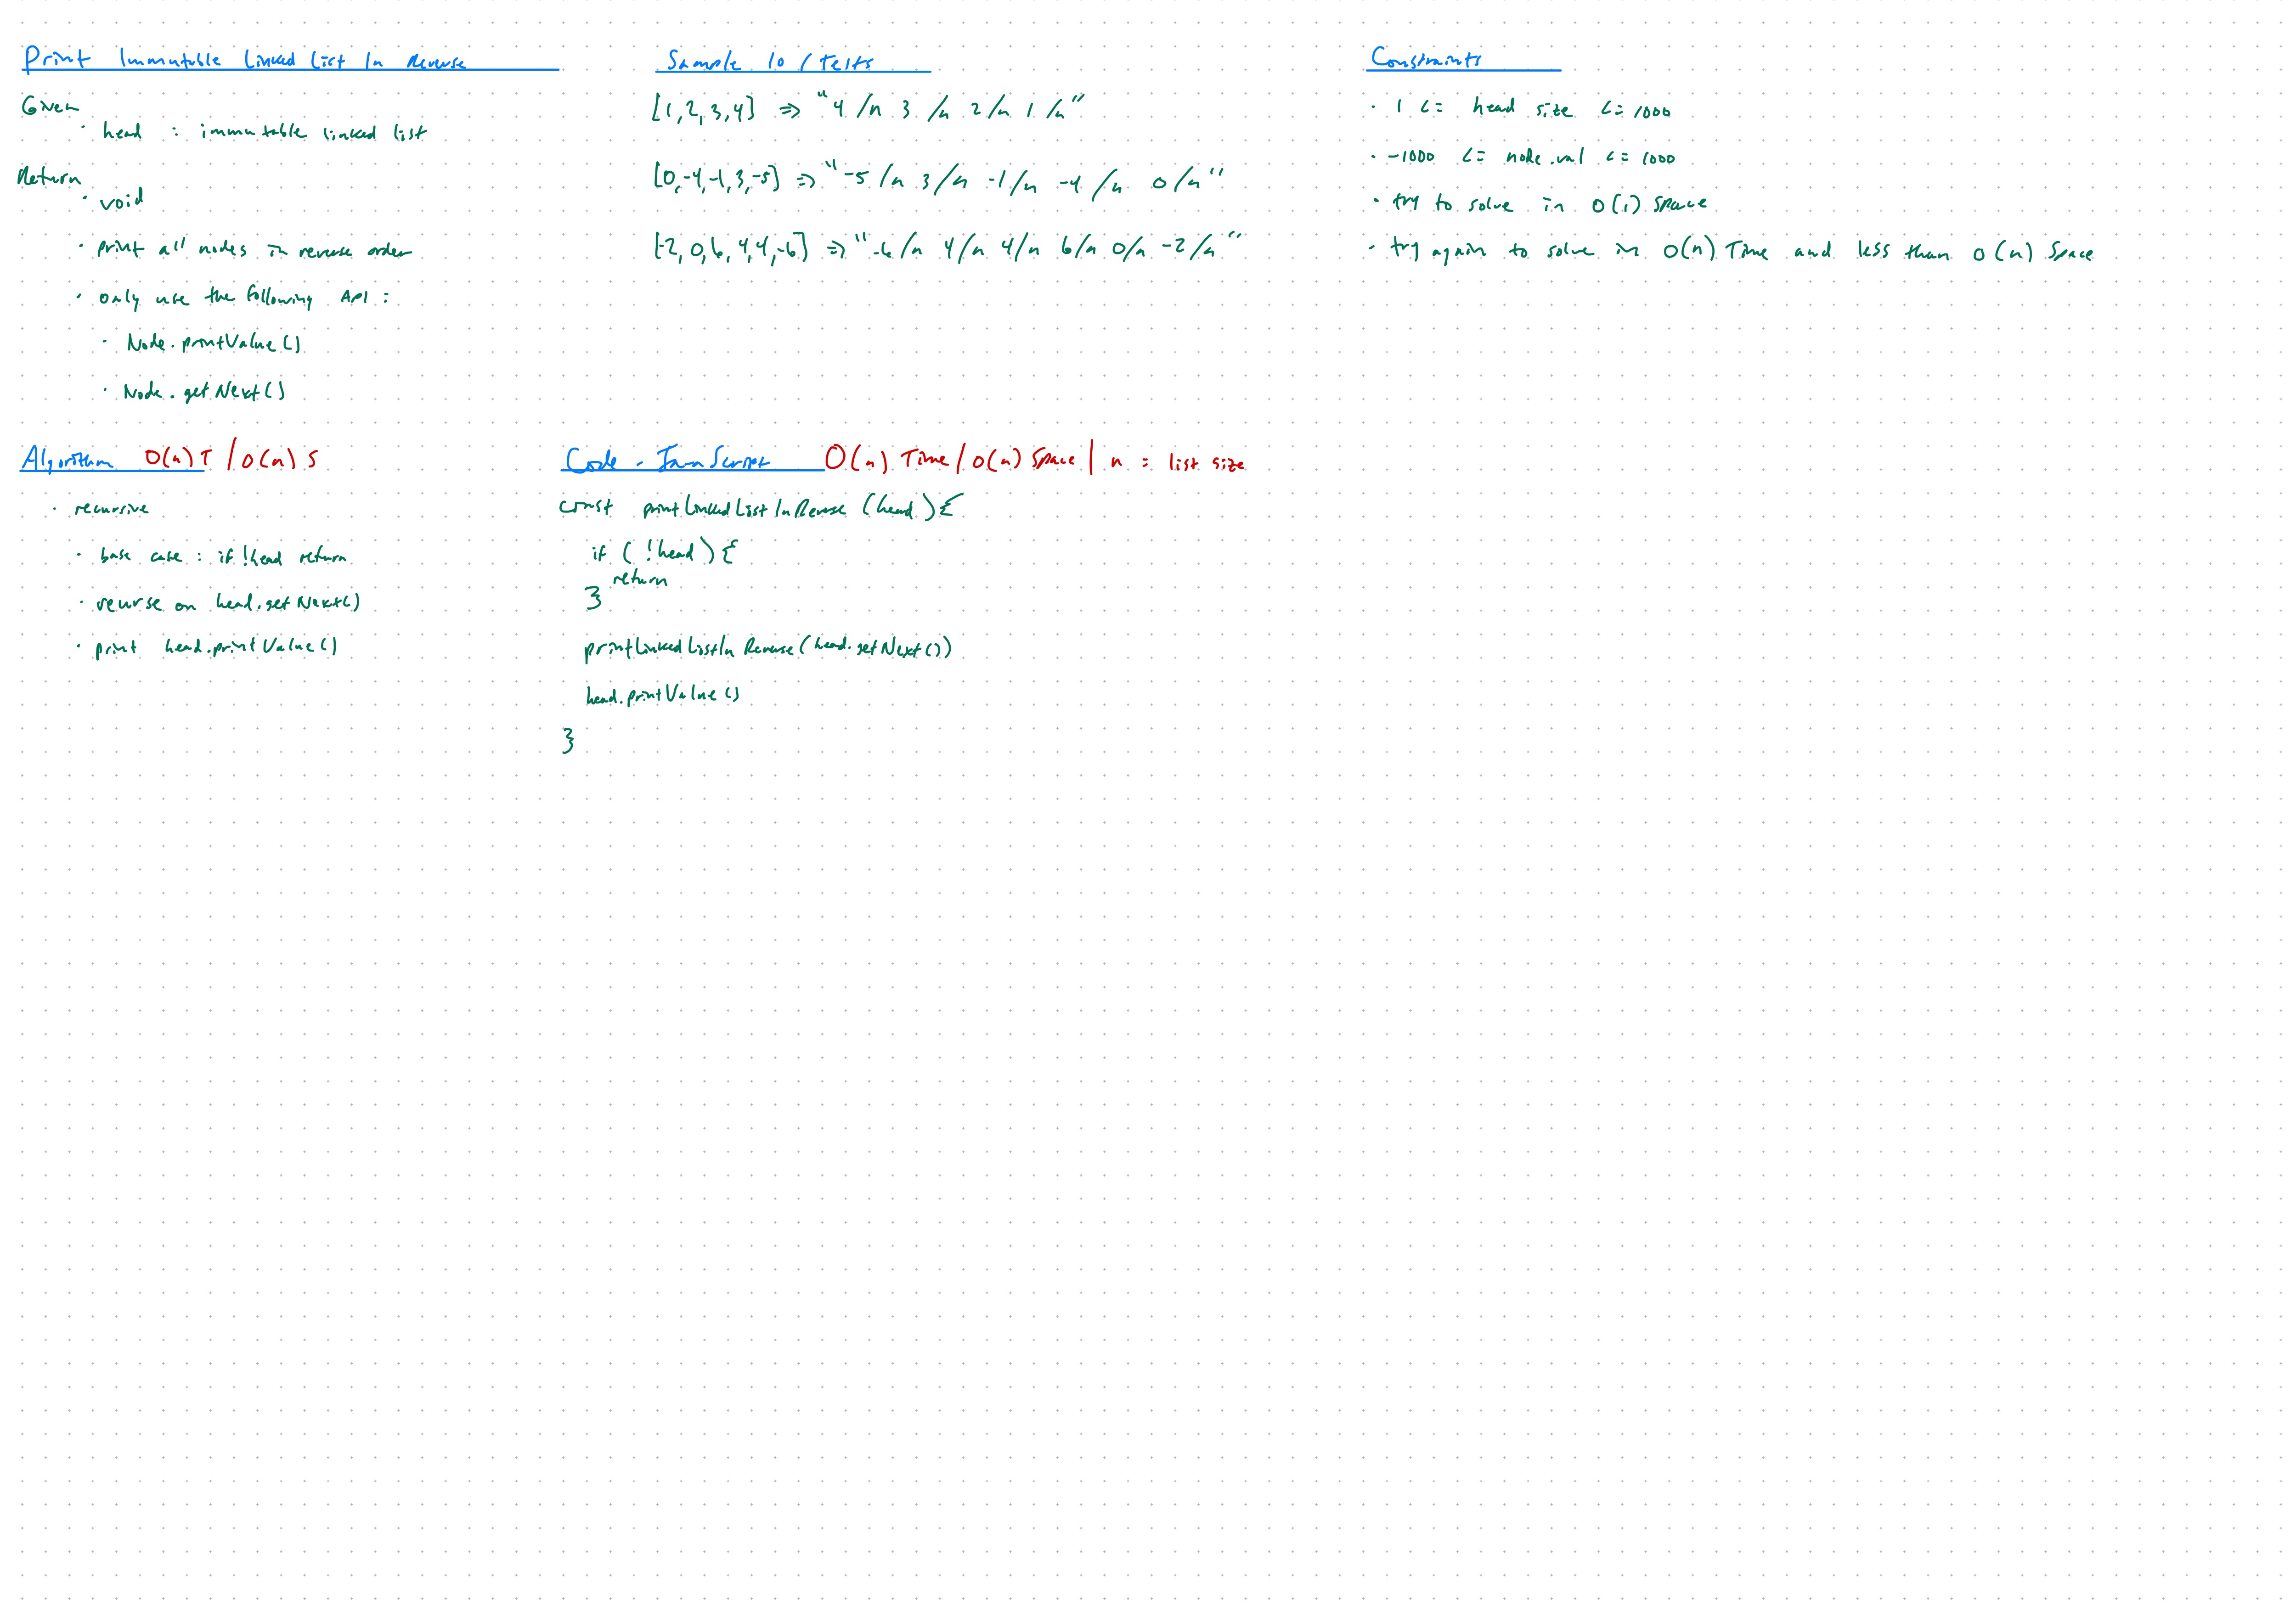 Print Immutable Linked List In Reverse
Given
· head : immutable linked list
Return
· void
· print all nodes in reverse order
· only use the following API :
· Node.printValue()
· Node.getNext()
Sample IO / Tests
[1,2,3,4] => "4 /n 3 /n 2 /n 1 /n"
[0,-4,-1,3,-5] => "-5 /n 3 /n -1 /n -4 /n 0 /n"
[-2,0,6,4,4,-6] => "-6 /n 4 /n 4 /n 6 /n 0 /n -2 /n"
Constraints
· 1 <= head size <= 1000
· -1000 <= node.val <= 1000
· try to solve in O(1) space
· try again to solve in O(n) Time and less than O(n) Space
Algorithm O(n) T / O(n) S
· recursive
· base case : if !head return
· recurse on head.getNext()
· print head.printValue()
Code - JavaScript O(n) Time / O(n) Space | n = list size
const printLinkedListInReverse (head) {
if ( !head ) {
return
}
printLinkedListInReverse(head.getNext())
head.printValue()
}